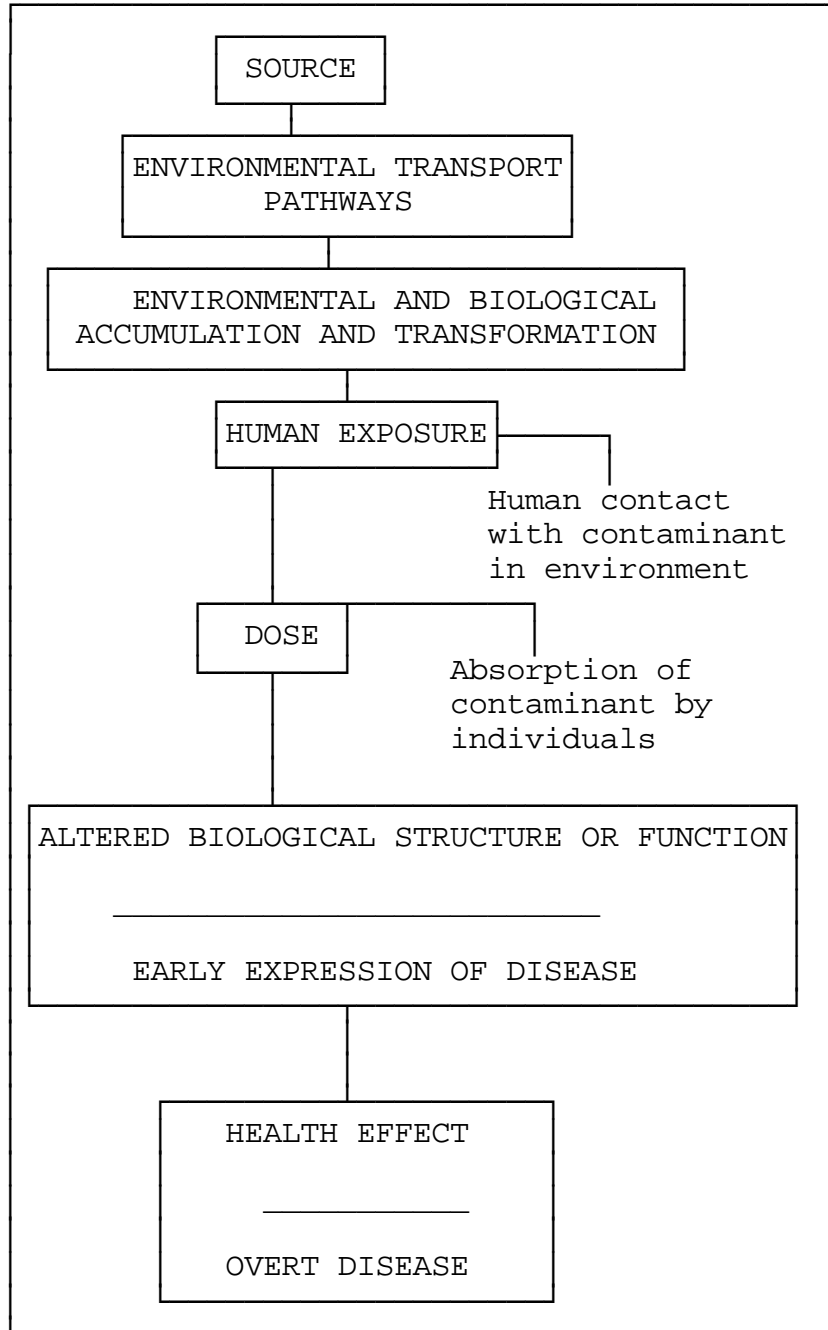 SOURCE
ENVIRONMENTAL TRANSPORT
PATHWAYS
ENVIRONMENTAL AND BIOLOGICAL
ACCUMULATION AND TRANSFORMATION
HUMAN EXPOSURE
Human contact
with contaminant
in environment
DOSE
Absorption of
contaminant by
individuals
ALTERED BIOLOGICAL STRUCTURE OR FUNCTION
EARLY EXPRESSION OF DISEASE
HEALTH EFFECT
OVERT DISEASE